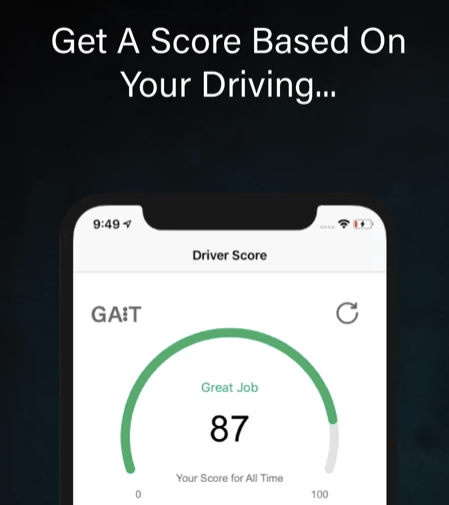 Get A Score Based On
Your Driving...
9:49
Driver Score
GAIT
Great Job
87
Your Score for All Time
0 100